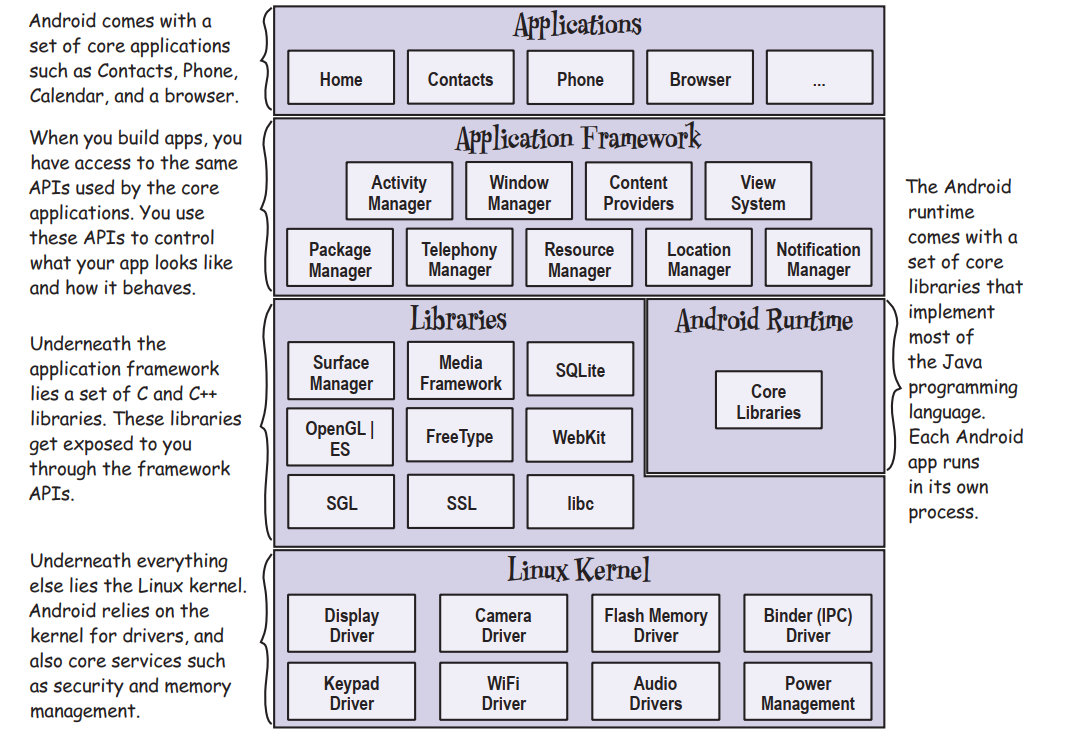 Android comes with a
set of core applications
such as Contacts, Phone,
Calendar, and a browser.
Applications
Home
Contacts
Phone
Browser
...
When you build apps, you
have access to the same
APIs used by the core
applications. You use
these APIs to control
what your app looks like
and how it behaves.
Application Framework
Activity
Manager
Window
Manager
Content
Providers
View
System
Package
Manager
Telephony
Manager
Resource
Manager
Location
Manager
Notification
Manager
Underneath the
application framework
lies a set of C and C++
libraries. These libraries
get exposed to you
through the framework
APIs.
Libraries
Surface
Manager
Media
Framework
SQLite
OpenGL |
ES
FreeType
WebKit
SGL
SSL
libc
Android Runtime
Core
Libraries
The Android
runtime
comes with a
set of core
libraries that
implement
most of
the Java
programming
language.
Each Android
app runs
in its own
process.
Underneath everything
else lies the Linux kernel.
Android relies on the
kernel for drivers, and
also core services such
as security and memory
management.
Linux Kernel
Display
Driver
Camera
Driver
Flash Memory
Driver
Binder (IPC)
Driver
Keypad
Driver
WiFi
Driver
Audio
Drivers
Power
Management